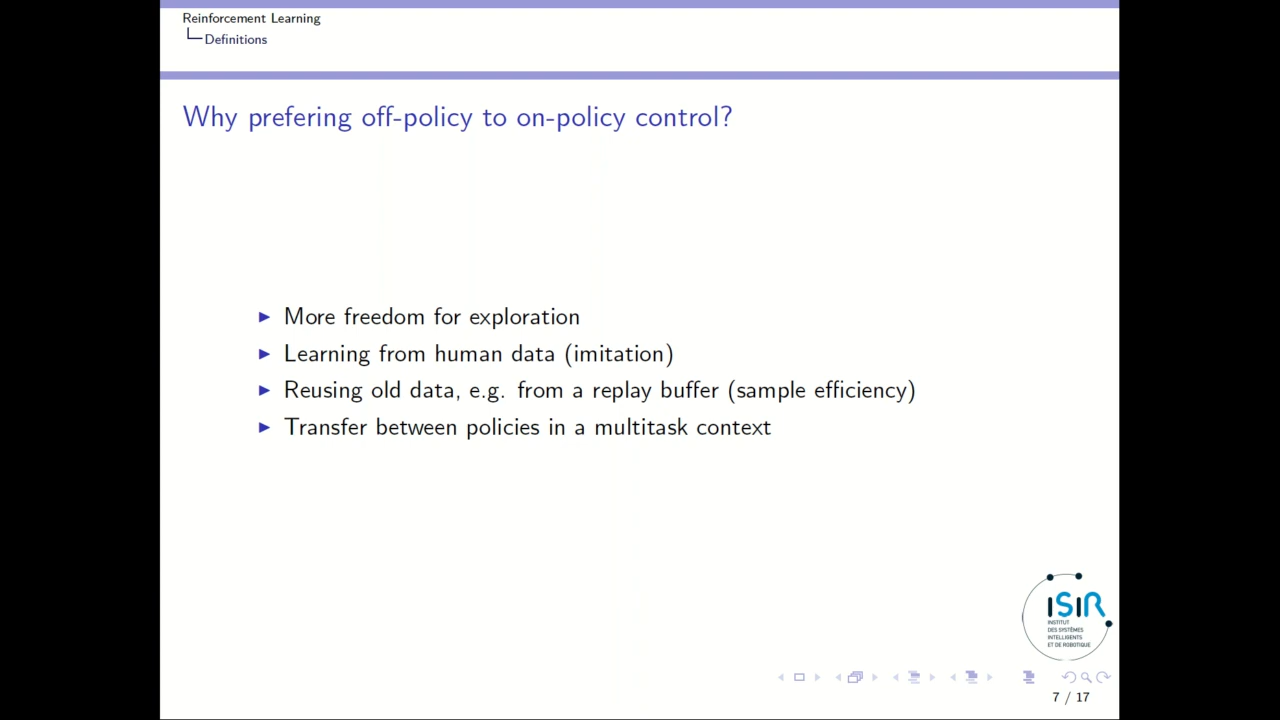 Reinforcement Learning
Definitions
Why prefering off-policy to on-policy control?
More freedom for exploration
Learning from human data (imitation)
Reusing old data, e.g. from a replay buffer (sample efficiency)
Transfer between policies in a multitask context
ISIR
INSTITUT
DES SYSTÈMES
INTELLIGENTS
ET DE ROBOTIQUE
7 / 17